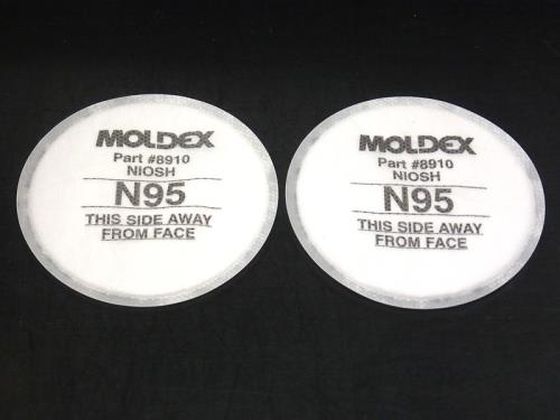 MOLDEX
Part #8910
NIOSH
N95
THIS SIDE AWAY
FROM FACE
MOLDEX
Part #8910
NIOSH
N95
THIS SIDE AWAY
FROM FACE